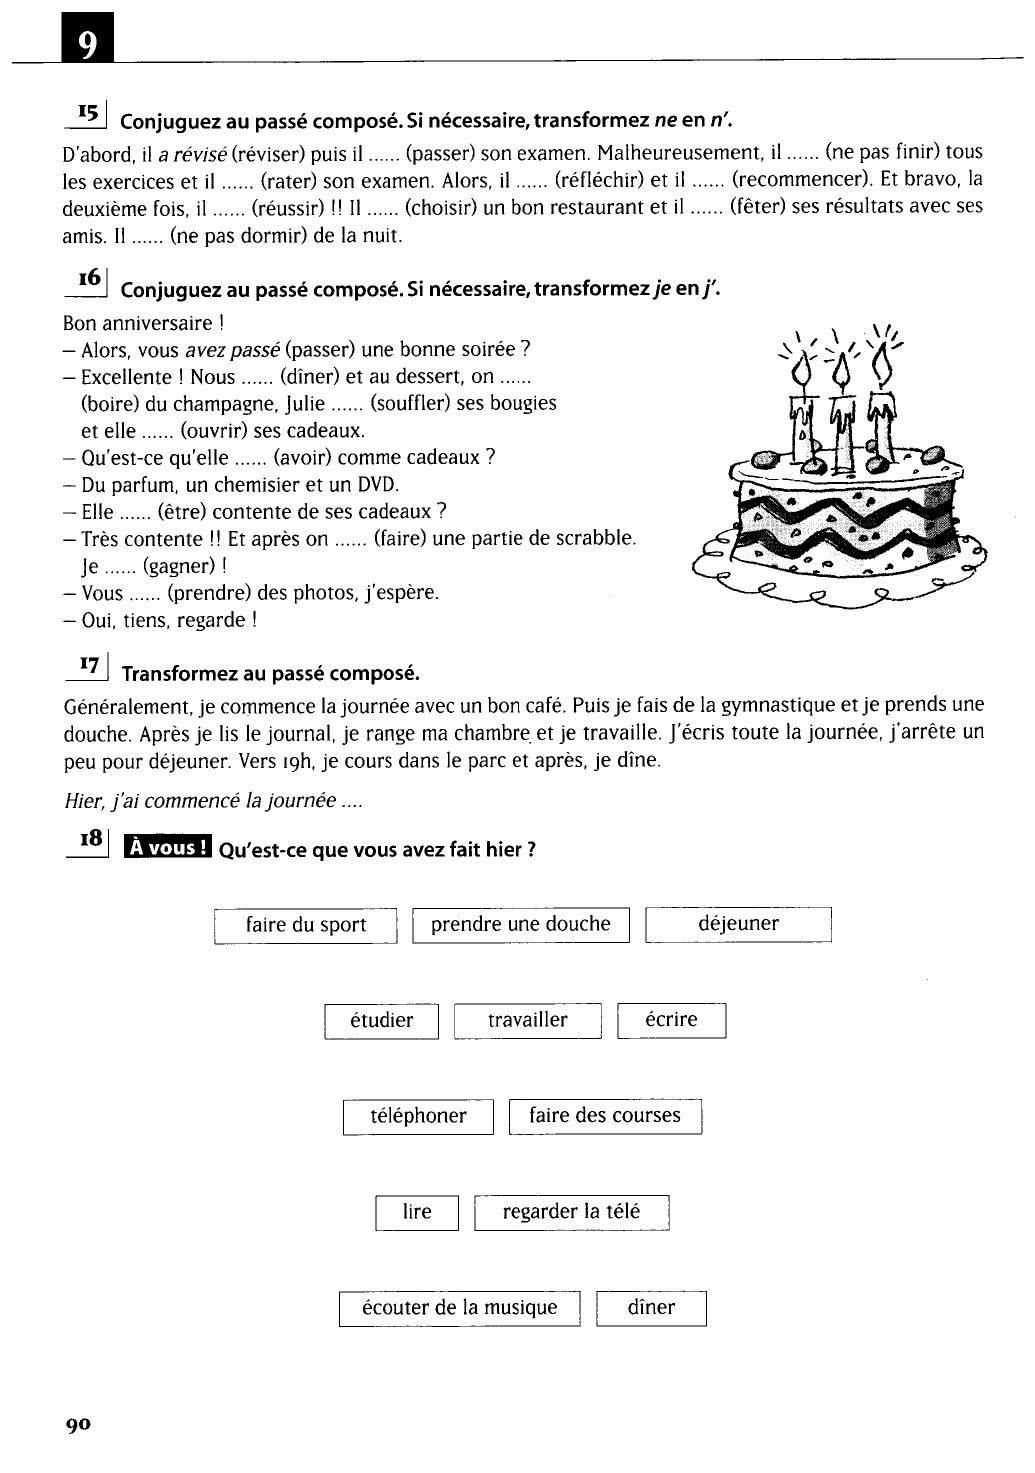 9
15 Conjuguez au passé composé. Si nécessaire, transformez ne en n'.
D'abord, il a révisé (réviser) puis il ...... (passer) son examen. Malheureusement, il ...... (ne pas finir) tous
les exercices et il ...... (rater) son examen. Alors, il ...... (réfléchir) et il ...... (recommencer). Et bravo, la
deuxième fois, il ...... (réussir) !! Il ...... (choisir) un bon restaurant et il ...... (fêter) ses résultats avec ses
amis. Il ...... (ne pas dormir) de la nuit.
16 Conjuguez au passé composé. Si nécessaire, transformez je en j'.
Bon anniversaire !
– Alors, vous avez passé (passer) une bonne soirée ?
– Excellente ! Nous ...... (dîner) et au dessert, on ......
(boire) du champagne, Julie ...... (souffler) ses bougies
et elle ...... (ouvrir) ses cadeaux.
– Qu'est-ce qu'elle ...... (avoir) comme cadeaux ?
– Du parfum, un chemisier et un DVD.
– Elle ...... (être) contente de ses cadeaux ?
– Très contente !! Et après on ...... (faire) une partie de scrabble.
Je ...... (gagner) !
– Vous ...... (prendre) des photos, j'espère.
– Oui, tiens, regarde !
17 Transformez au passé composé.
Généralement, je commence la journée avec un bon café. Puis je fais de la gymnastique et je prends une
douche. Après je lis le journal, je range ma chambre et je travaille. J'écris toute la journée, j'arrête un
peu pour déjeuner. Vers 19h, je cours dans le parc et après, je dîne.
Hier, j'ai commencé la journée ....
18 À vous ! Qu'est-ce que vous avez fait hier ?
faire du sport prendre une douche déjeuner
étudier travailler écrire
téléphoner faire des courses
lire regarder la télé
écouter de la musique dîner
90